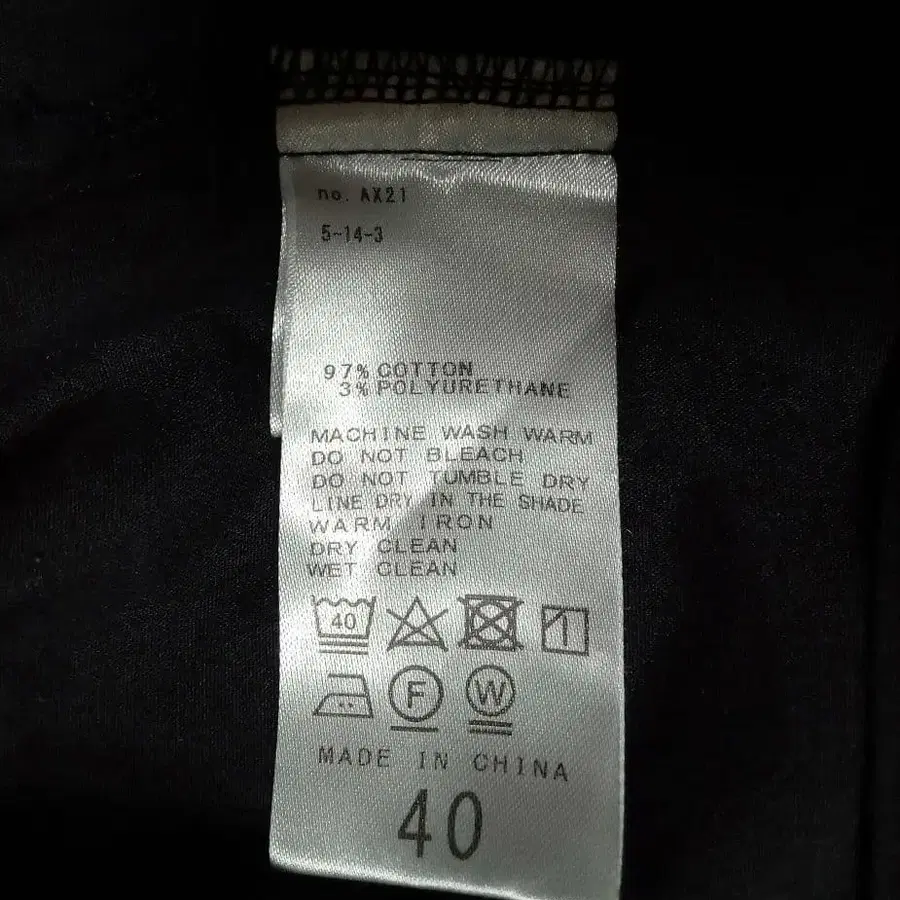 no. AX21
5-14-3
97% COTTON
3% POLYURETHANE
MACHINE WASH WARM
DO NOT BLEACH
DO NOT TUMBLE DRY
LINE DRY IN THE SHADE
WARM IRON
DRY CLEAN
WET CLEAN
40
F W
MADE IN CHINA
40